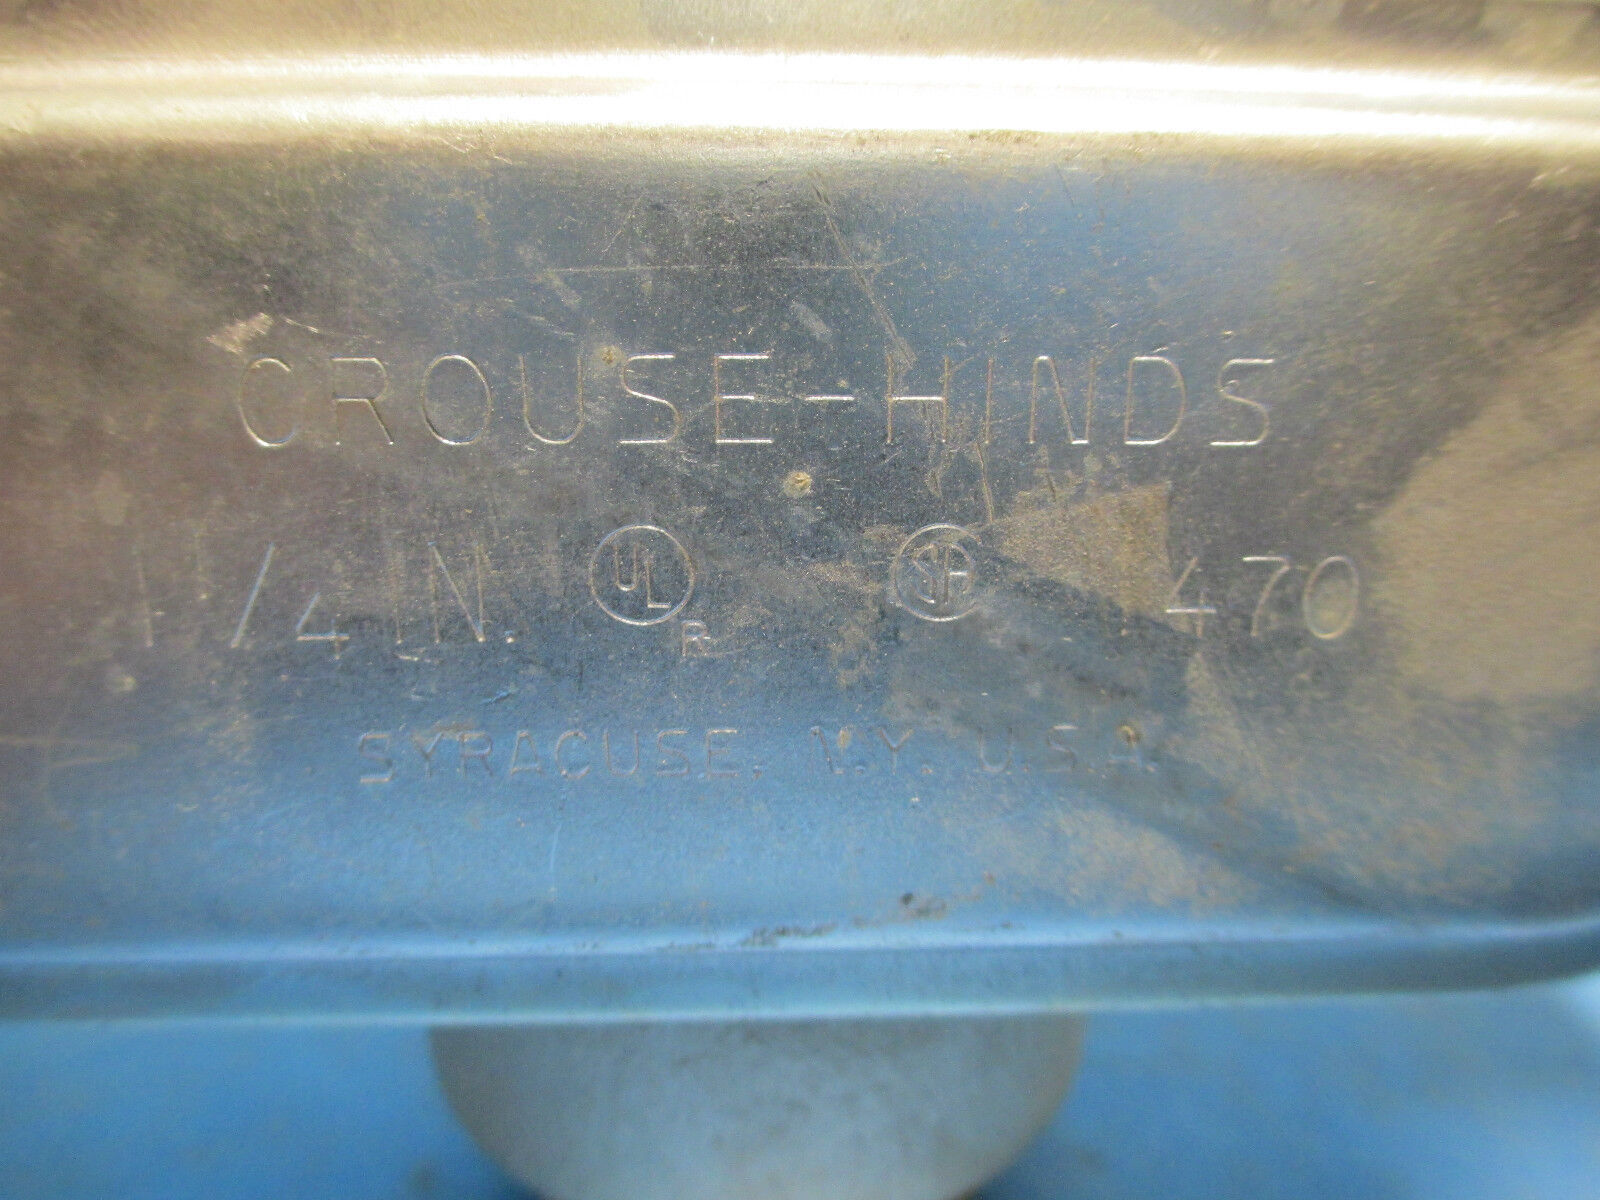 CROUSE-HINDS
1 1/4 IN. UL R SA 470
SYRACUSE, N.Y. U.S.A.